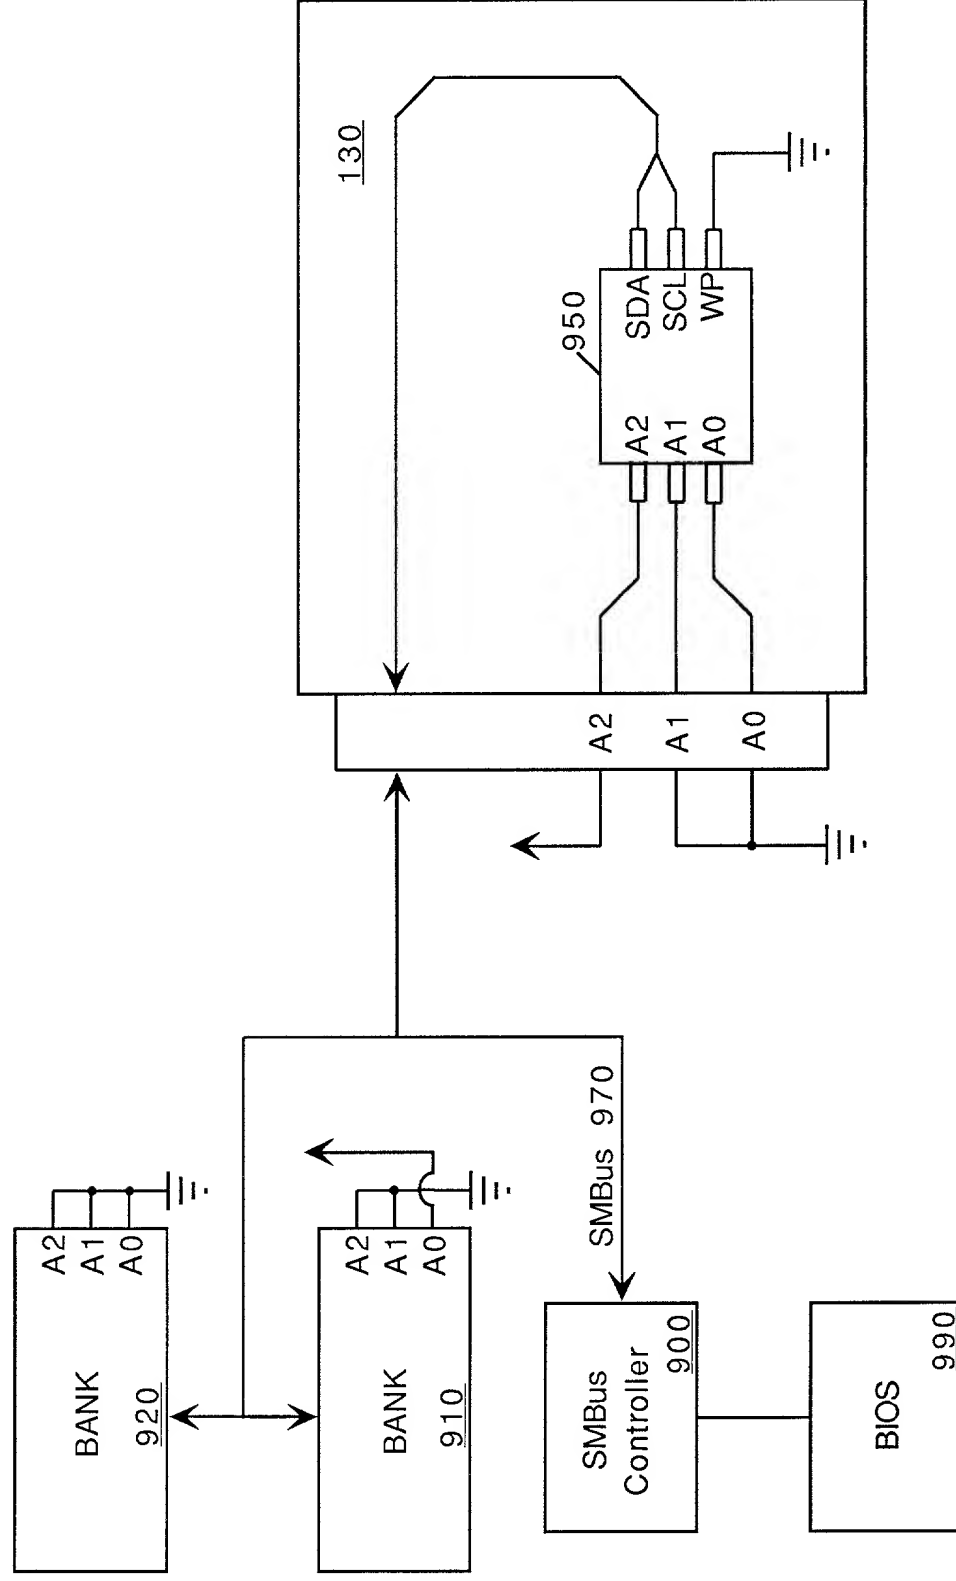 BANK
920
A2
A1
A0
BANK
910
A2
A1
A0
SMBus 970
SMBus
Controller
900
BIOS
990
A2
A1
A0
130
950
A2
A1
A0
SDA
SCL
WP